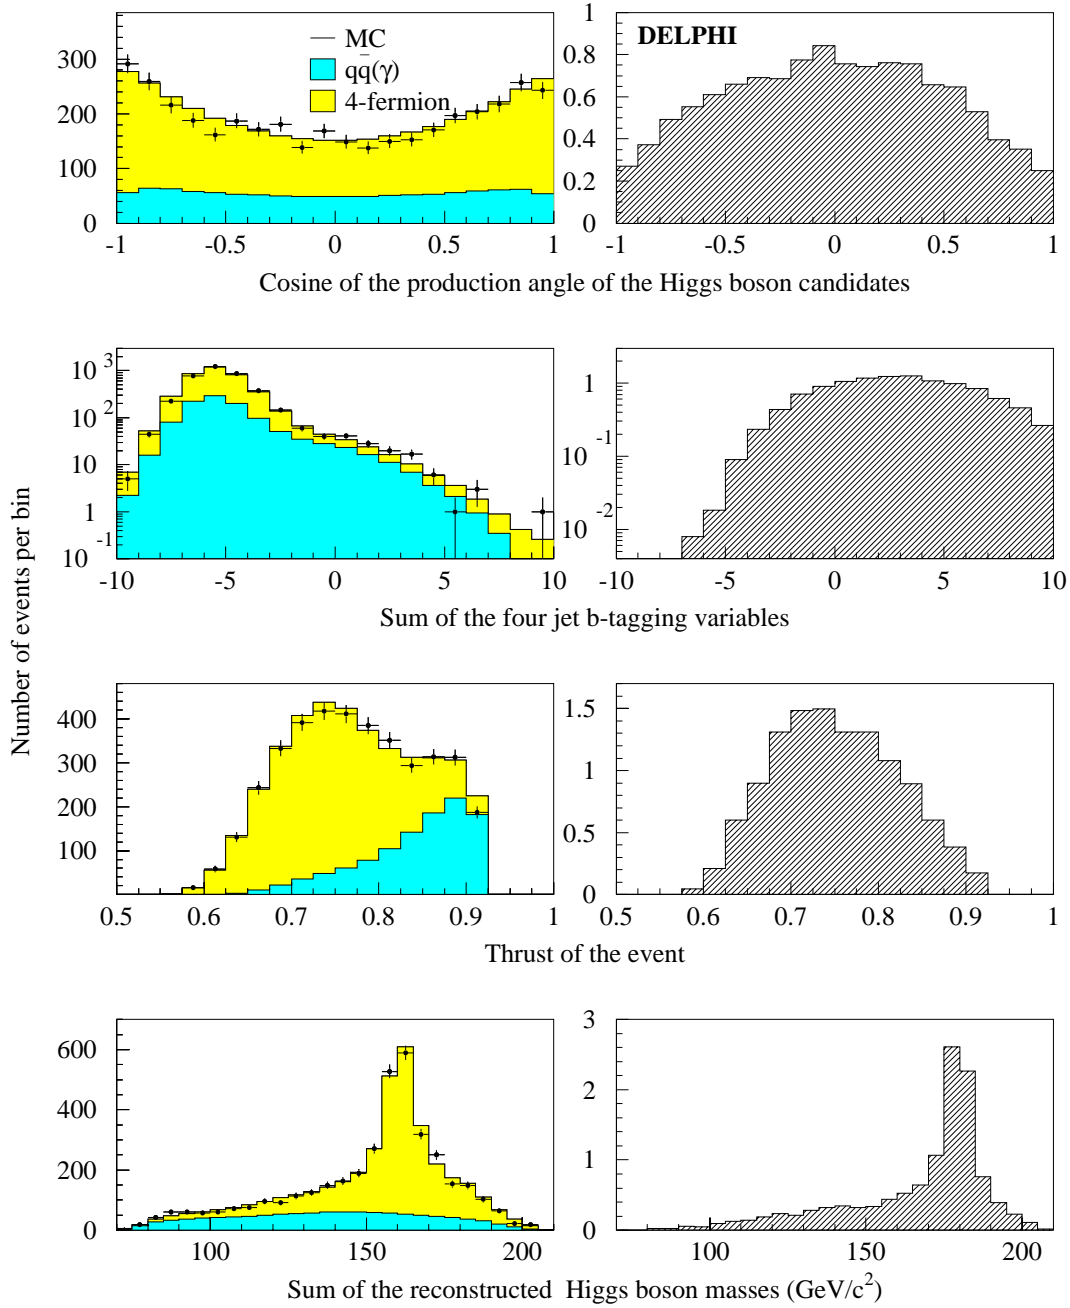 MC
qq̄(γ)
4-fermion
DELPHI
300
200
100
0
-1 -0.5 0 0.5 1
1
0.8
0.6
0.4
0.2
0
-1 -0.5 0 0.5 1
Cosine of the production angle of the Higgs boson candidates
Number of events per bin
10³
10²
10
1
10⁻¹
-10 -5 0 5 10
1
10⁻¹
10⁻²
-10 -5 0 5 10
Sum of the four jet b-tagging variables
400
300
200
100
0.5 0.6 0.7 0.8 0.9 1
1.5
1
0.5
0
0.5 0.6 0.7 0.8 0.9 1
Thrust of the event
600
400
200
0
100 150 200
3
2
1
0
100 150 200
Sum of the reconstructed Higgs boson masses (GeV/c²)